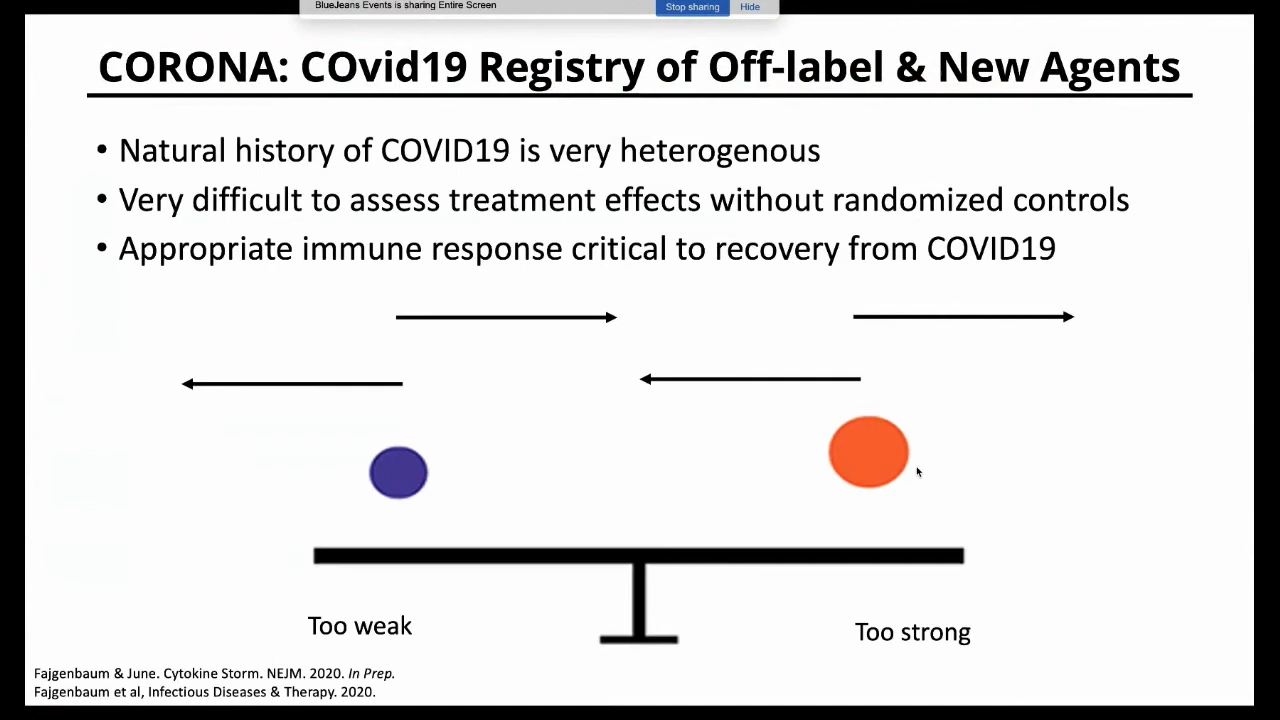 BlueJeans Events is sharing Entire Screen
Stop sharing
Hide
CORONA: COvid19 Registry of Off-label & New Agents
• Natural history of COVID19 is very heterogenous
• Very difficult to assess treatment effects without randomized controls
• Appropriate immune response critical to recovery from COVID19
Too weak
Too strong
Fajgenbaum & June. Cytokine Storm. NEJM. 2020. In Prep.
Fajgenbaum et al, Infectious Diseases & Therapy. 2020.